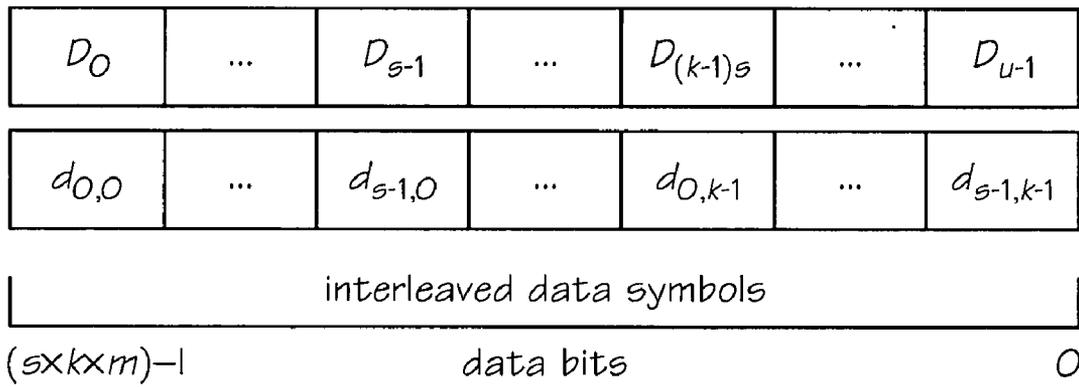 D0 ... Ds-1 ... D(k-1)s ... Du-1
d0,0 ... ds-1,0 ... d0,k-1 ... ds-1,k-1
interleaved data symbols
(s×k×m)−1 data bits 0